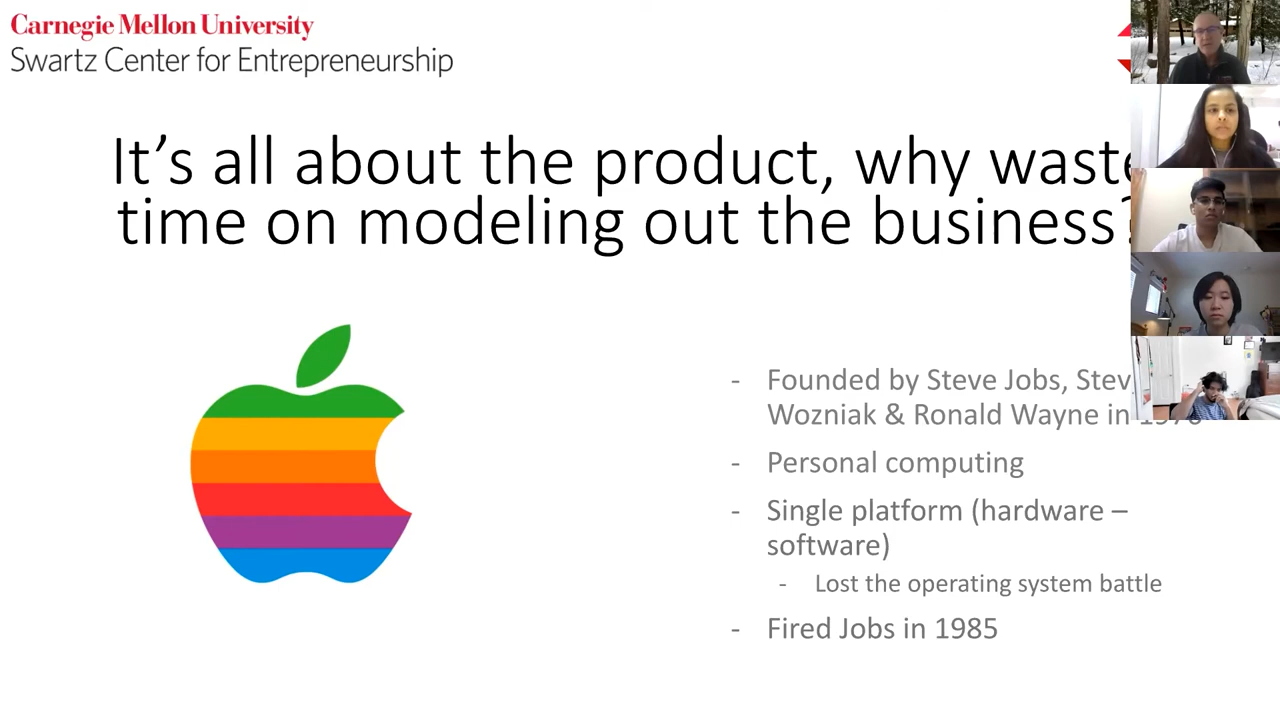 Carnegie Mellon University
Swartz Center for Entrepreneurship
It’s all about the product, why waste
time on modeling out the business?
- Founded by Steve Jobs,
Wozniak & Ronald Wayne in
- Personal computing
- Single platform (hardware –
software)
- Lost the operating system battle
- Fired Jobs in 1985